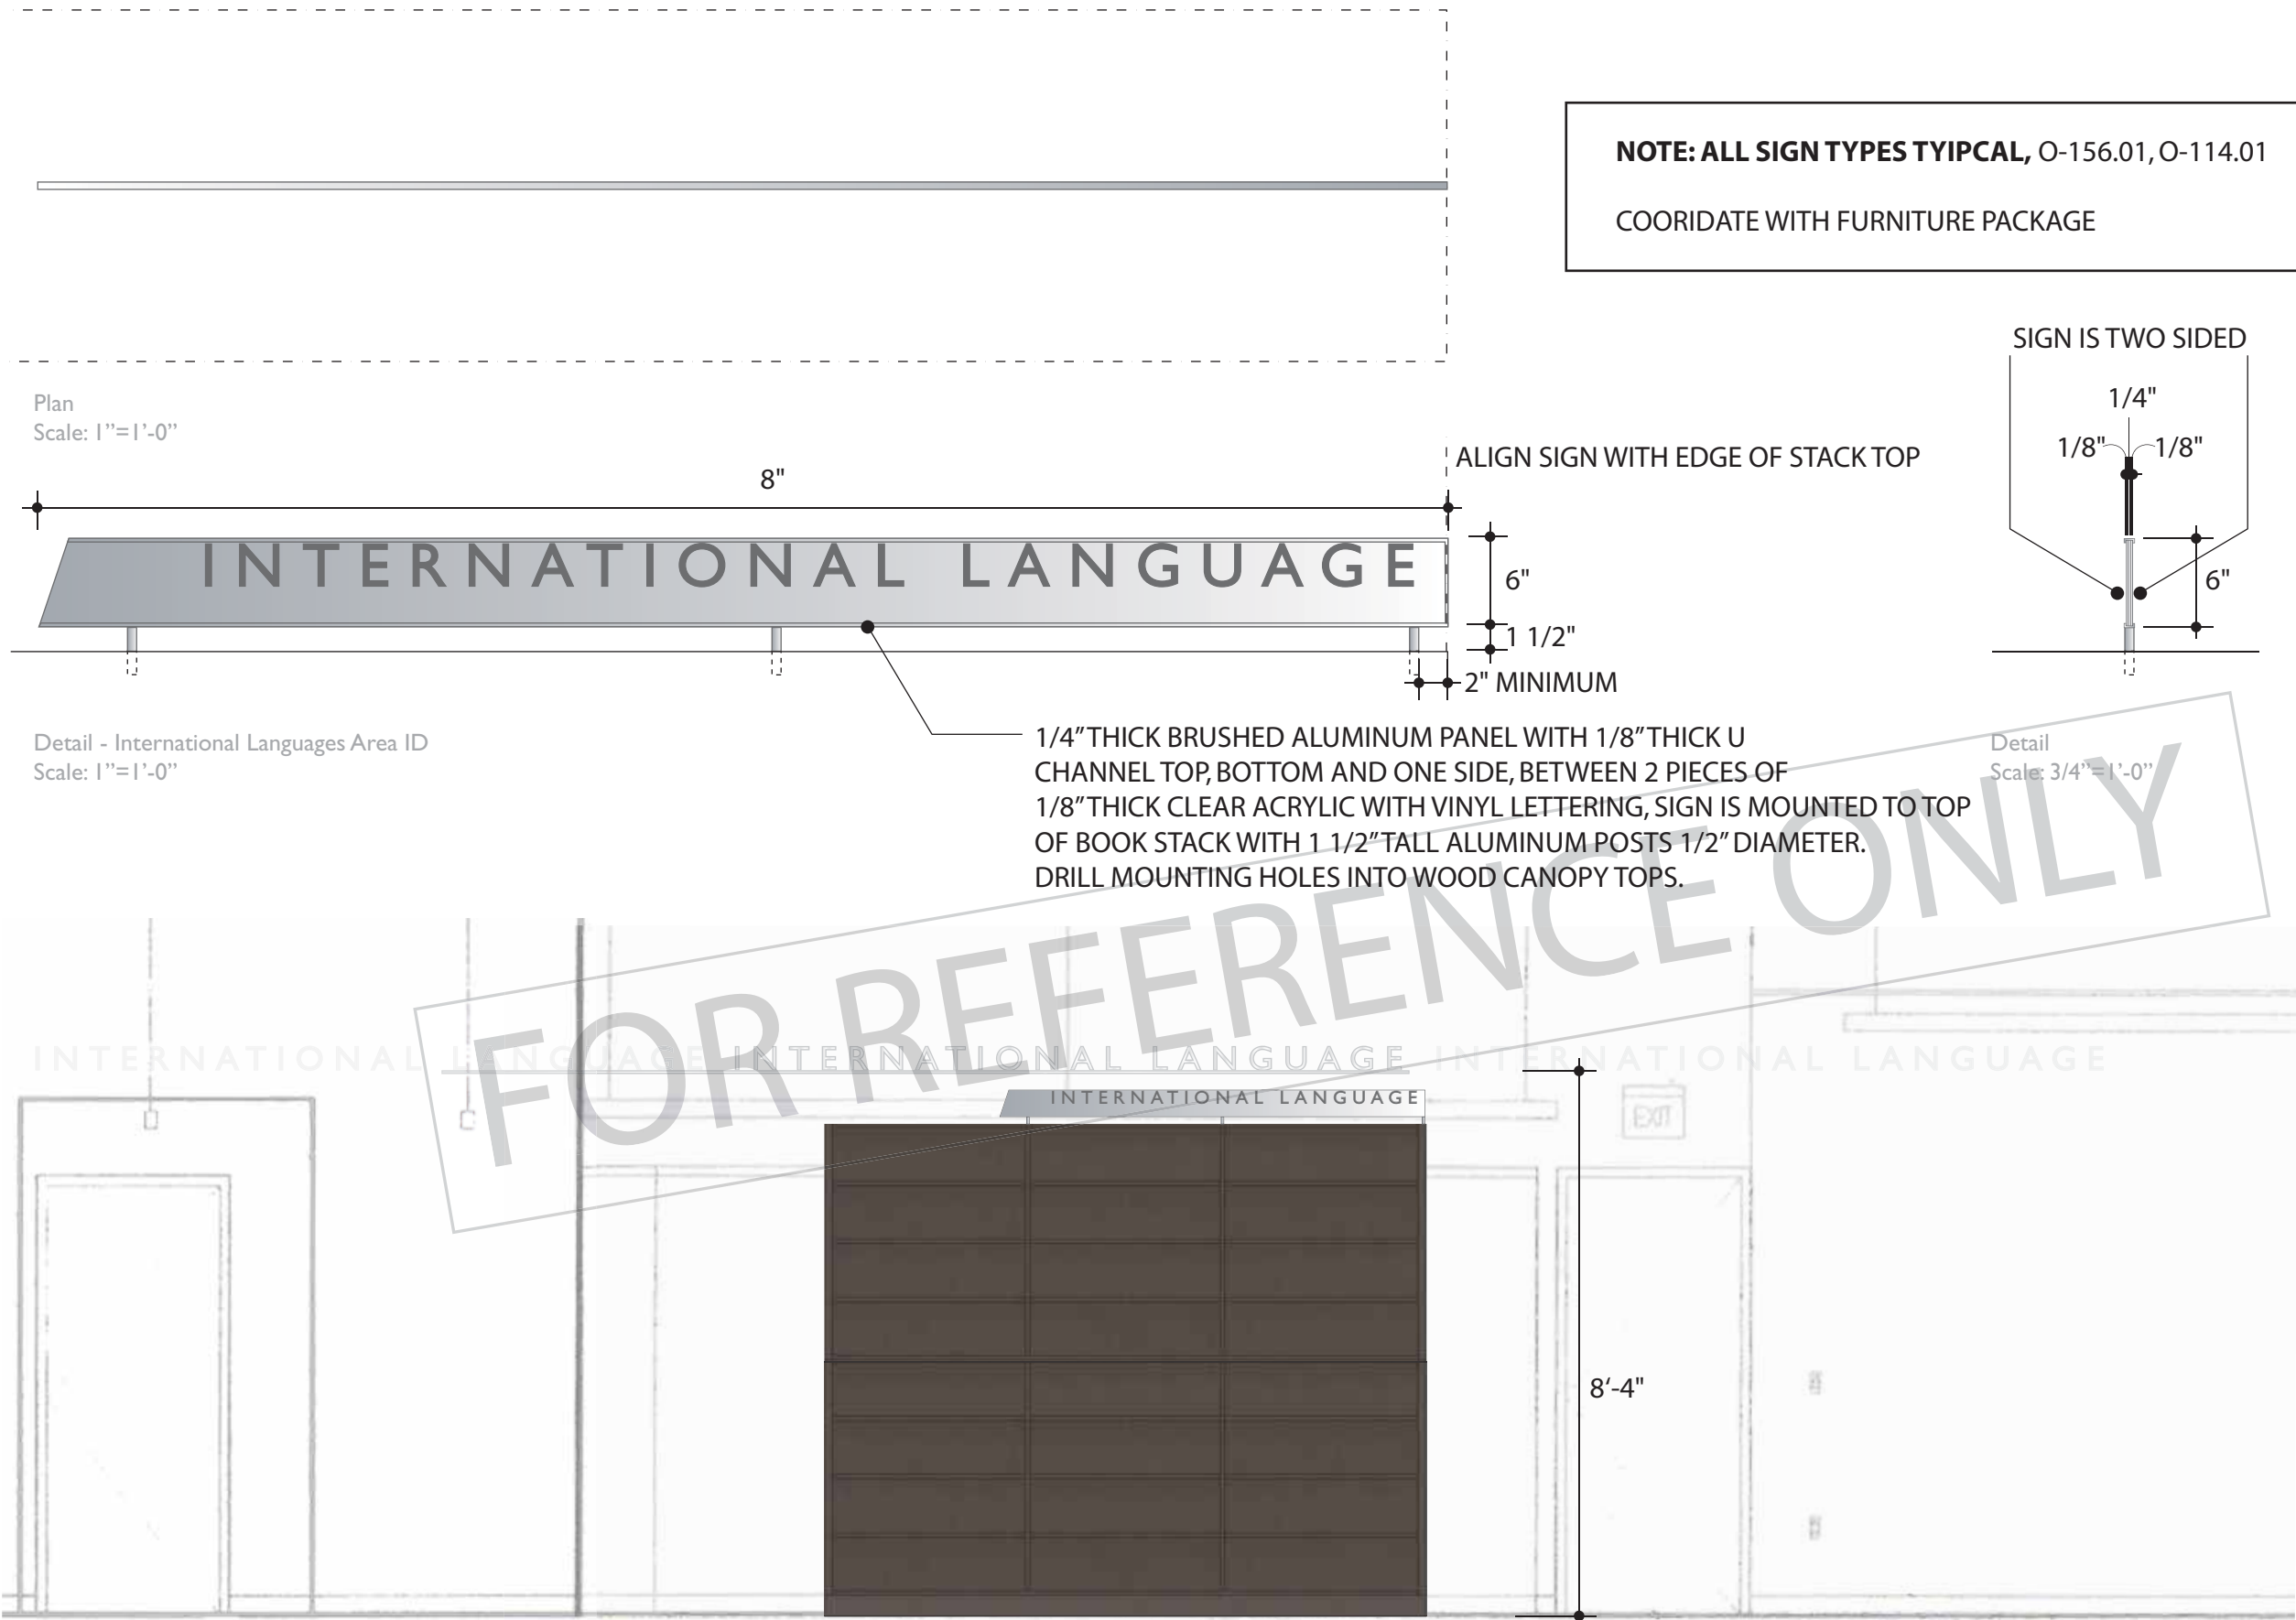 NOTE: ALL SIGN TYPES TYIPCAL, O-156.01, O-114.01
COORIDATE WITH FURNITURE PACKAGE
SIGN IS TWO SIDED
1/4"
1/8" 1/8"
6"
Plan
Scale: 1”=1’-0”
8"
ALIGN SIGN WITH EDGE OF STACK TOP
INTERNATIONAL LANGUAGE
6"
1 1/2"
2" MINIMUM
Detail - International Languages Area ID
Scale: 1”=1’-0”
1/4” THICK BRUSHED ALUMINUM PANEL WITH 1/8” THICK U
CHANNEL TOP, BOTTOM AND ONE SIDE, BETWEEN 2 PIECES OF
1/8” THICK CLEAR ACRYLIC WITH VINYL LETTERING, SIGN IS MOUNTED TO TOP
OF BOOK STACK WITH 1 1/2” TALL ALUMINUM POSTS 1/2” DIAMETER.
DRILL MOUNTING HOLES INTO WOOD CANOPY TOPS.
Detail
Scale: 3/4”=1’-0”
FOR REFERENCE ONLY
INTERNATIONAL LANGUAGE INTERNATIONAL LANGUAGE INTERNATIONAL LANGUAGE
INTERNATIONAL LANGUAGE
EXIT
8‘-4"